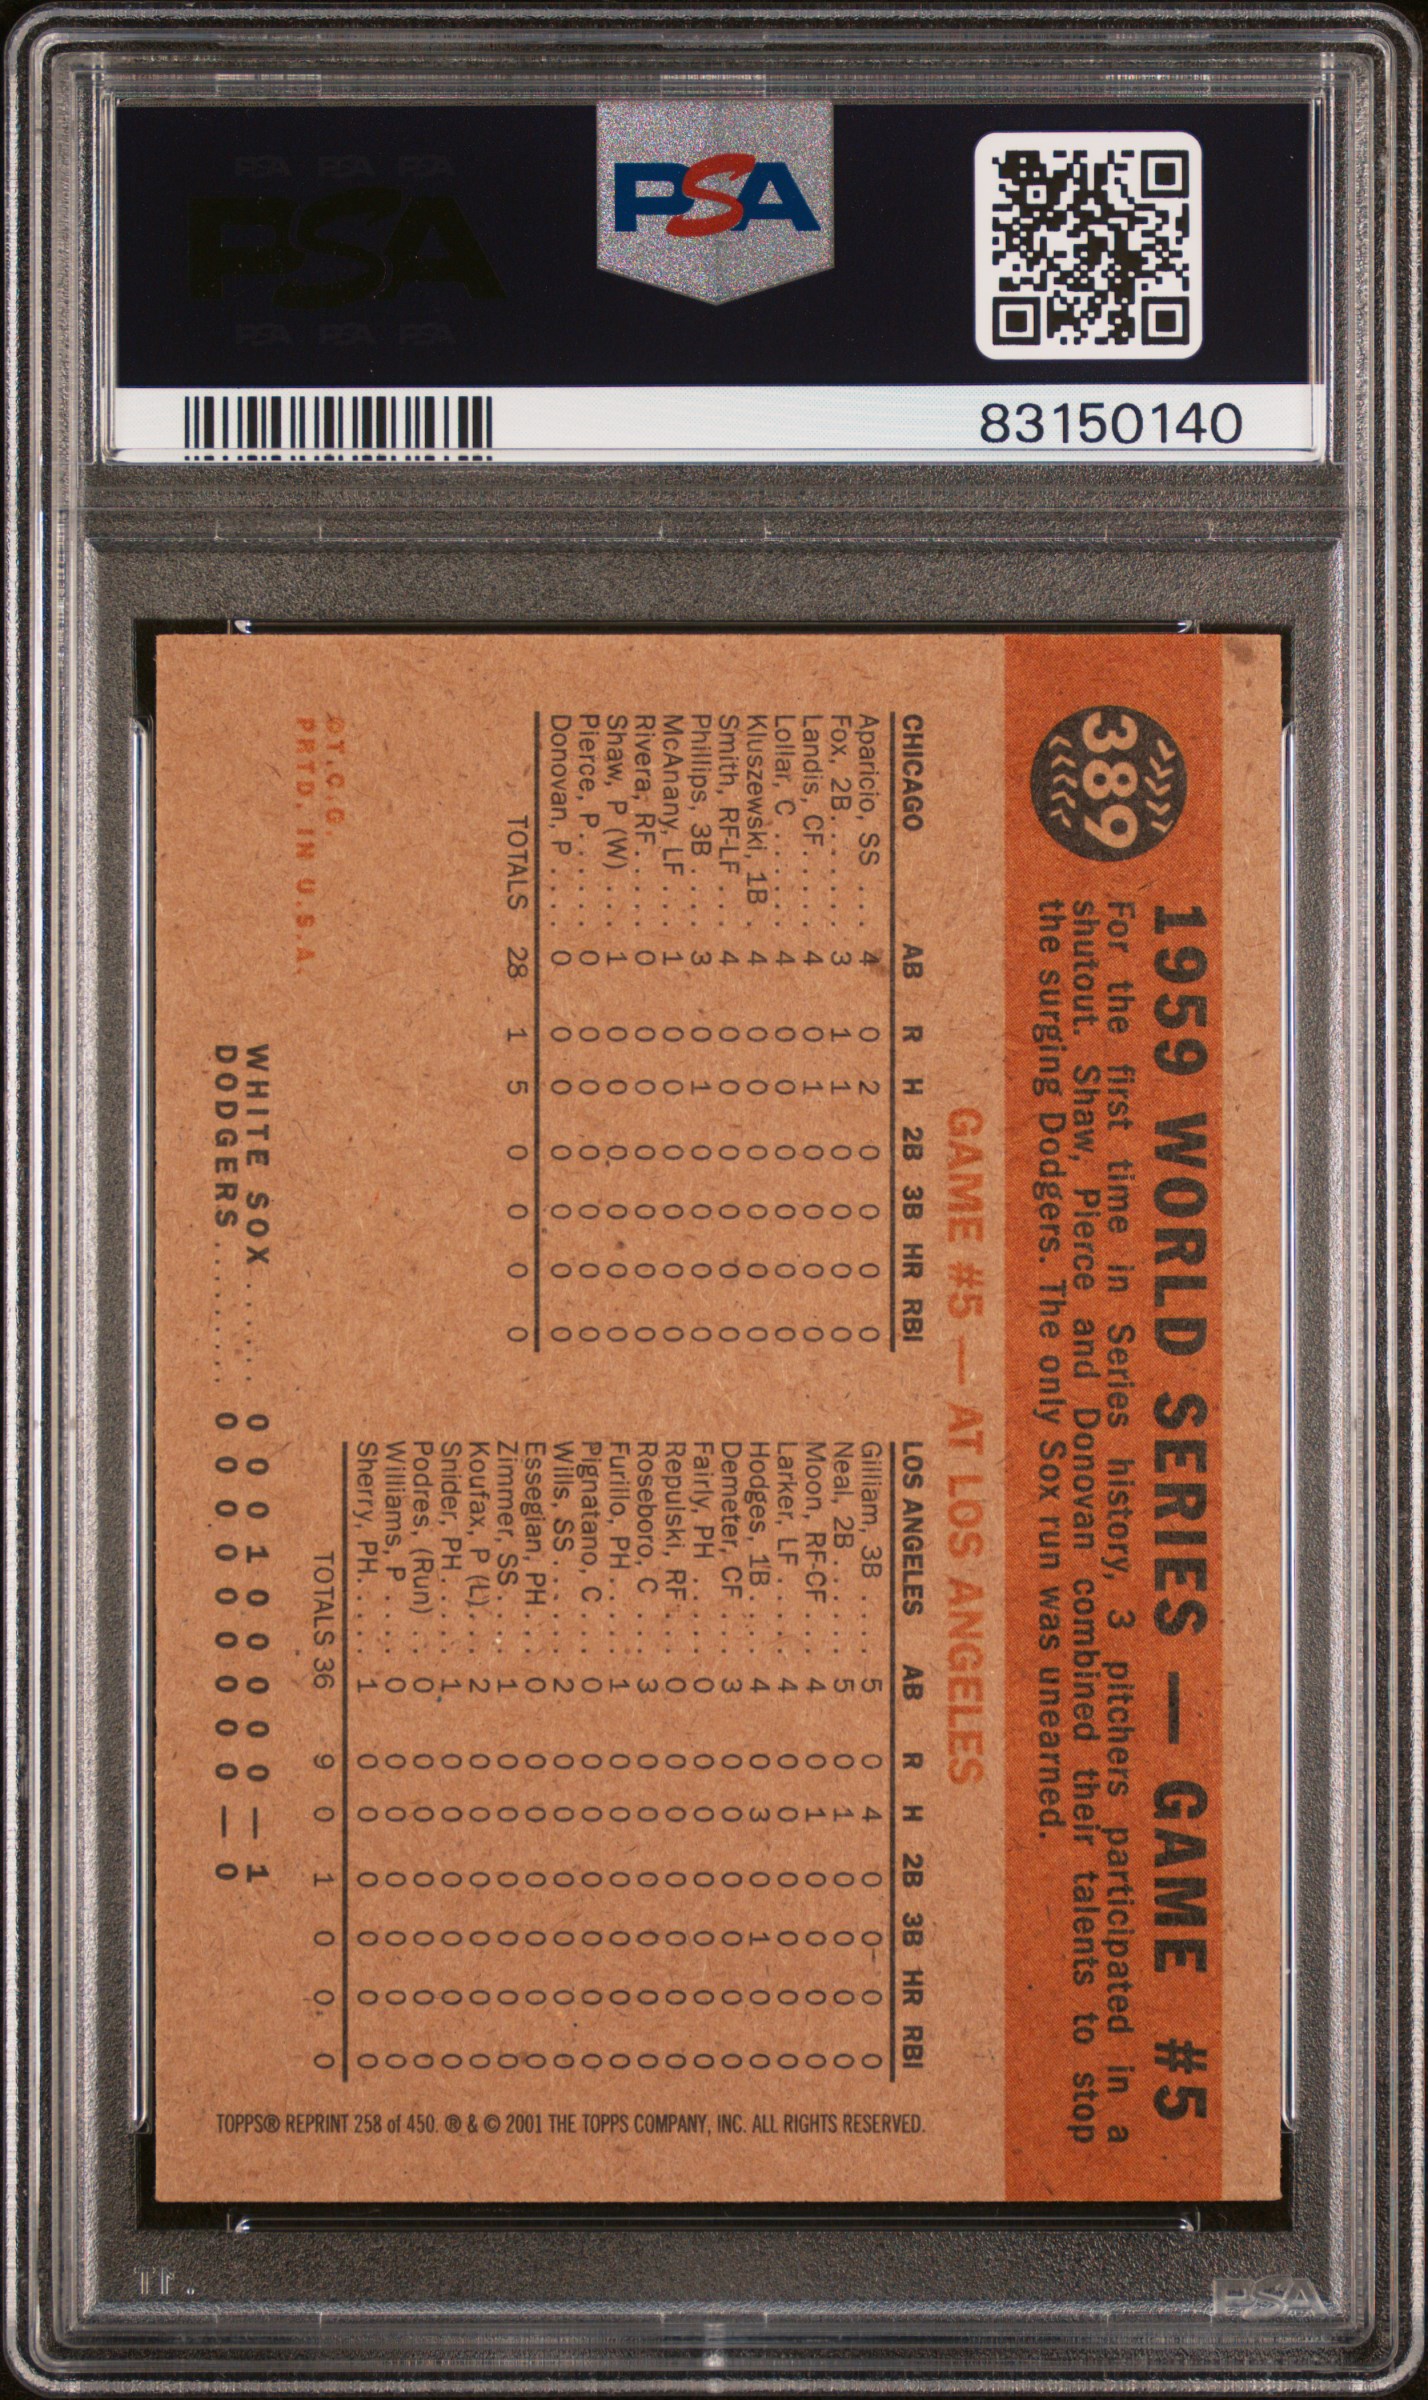 PSA PSA PSA
PSA
PSA PSA PSA
PSA
83150140
389
1959 WORLD SERIES — GAME #5
For the first time in Series history, 3 pitchers participated in a
shutout. Shaw, Pierce and Donovan combined their talents to stop
the surging Dodgers. The only Sox run was unearned.
GAME #5 — AT LOS ANGELES
CHICAGO AB R H 2B 3B HR RBI
Aparicio, SS .... 4 0 2 0 0 0 0
Fox, 2B....... 3 1 1 0 0 0 0
Landis, CF...... 4 0 1 0 0 0 0
Lollar, C ....... 4 0 0 0 0 0 0
Kluszewski, 1B . 4 0 0 0 0 0 0
Smith, RF-LF ... 4 0 0 0 0 0 0
Phillips, 3B .... 3 0 1 0 0 0 0
McAnany, LF ... 1 0 0 0 0 0 0
Rivera, RF..... 0 0 0 0 0 0 0
Shaw, P (W) ... 1 0 0 0 0 0 0
Pierce, P...... 0 0 0 0 0 0 0
Donovan, P .... 0 0 0 0 0 0 0
TOTALS 28 1 5 0 0 0 0
LOS ANGELES AB R H 2B 3B HR RBI
Gilliam, 3B .... 5 0 4 0 0 0 0
Neal, 2B ...... 5 0 1 0 0 0 0
Moon, RF-CF ... 4 0 1 0 0 0 0
Larker, LF ..... 4 0 0 0 0 0 0
Hodges, 1B.... 4 0 3 0 1 0 0
Demeter, CF... 3 0 0 0 0 0 0
Fairly, PH ..... 0 0 0 0 0 0 0
Repulski, RF... 0 0 0 0 0 0 0
Roseboro, C ... 3 0 0 0 0 0 0
Furillo, PH..... 1 0 0 0 0 0 0
Pignatano, C ... 0 0 0 0 0 0 0
Wills, SS ...... 2 0 0 0 0 0 0
Essegian, PH... 0 0 0 0 0 0 0
Zimmer, SS.... 1 0 0 0 0 0 0
Koufax, P (L)... 2 0 0 0 0 0 0
Snider, PH..... 1 0 0 0 0 0 0
Podres, (Run) .. 0 0 0 0 0 0 0
Williams, P .... 0 0 0 0 0 0 0
Sherry, PH..... 1 0 0 0 0 0 0
TOTALS 36 9 0 1 0 0 0
©T.C.G.
PRTD. IN U.S.A.
WHITE SOX ...... 0 0 0 1 0 0 0 0 0 — 1
DODGERS ........ 0 0 0 0 0 0 0 0 0 — 0
TOPPS® REPRINT 258 of 450. ® & © 2001 THE TOPPS COMPANY, INC. ALL RIGHTS RESERVED.
PSA